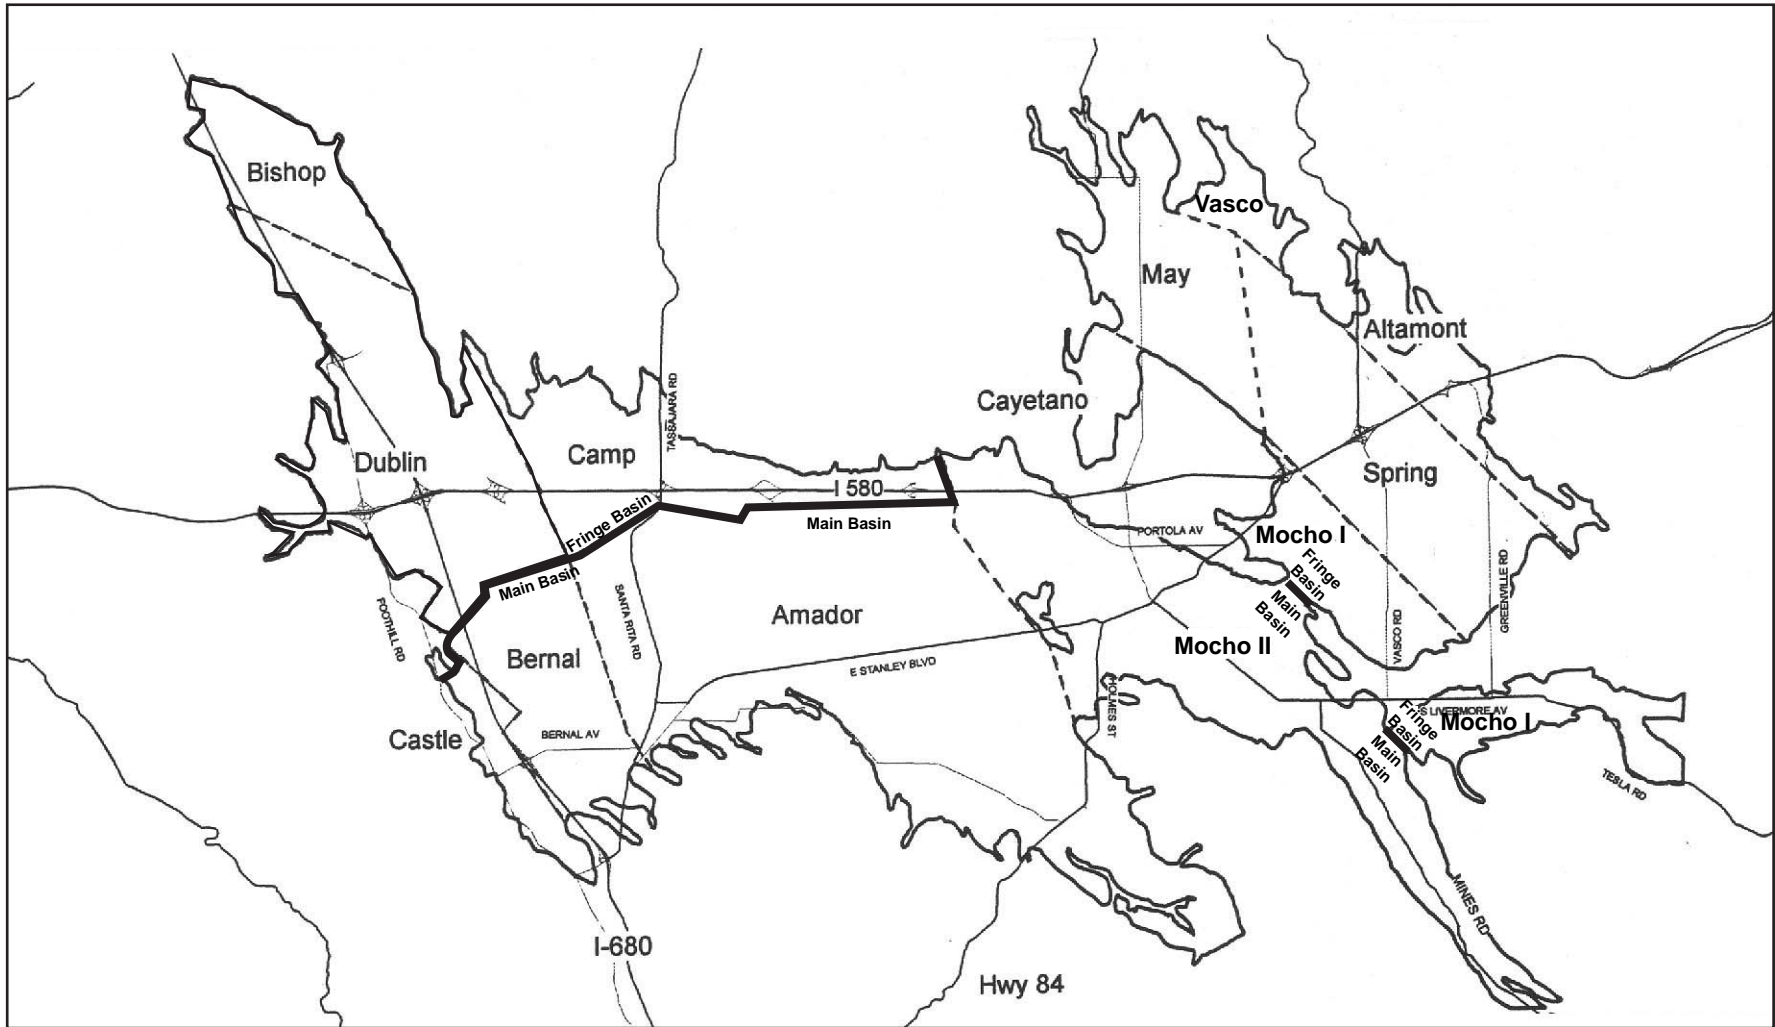 Bishop
Vasco
May
Altamont
Cayetano
TASSAJARA RD
Camp
Dublin
Spring
I 580
Fringe Basin
Main Basin
Main Basin
PORTOLA AV
Mocho I
Fringe
Basin
Main
Basin
GREENVILLE RD
FOOTHILL RD
SANTA RITA RD
Amador
VASCO RD
Bernal
Mocho II
E STANLEY BLVD
HOLMES ST
S LIVERMORE AV
Mocho I
Fringe
Basin
Main
Basin
Castle
BERNAL AV
TESLA RD
MINES RD
I-680
Hwy 84